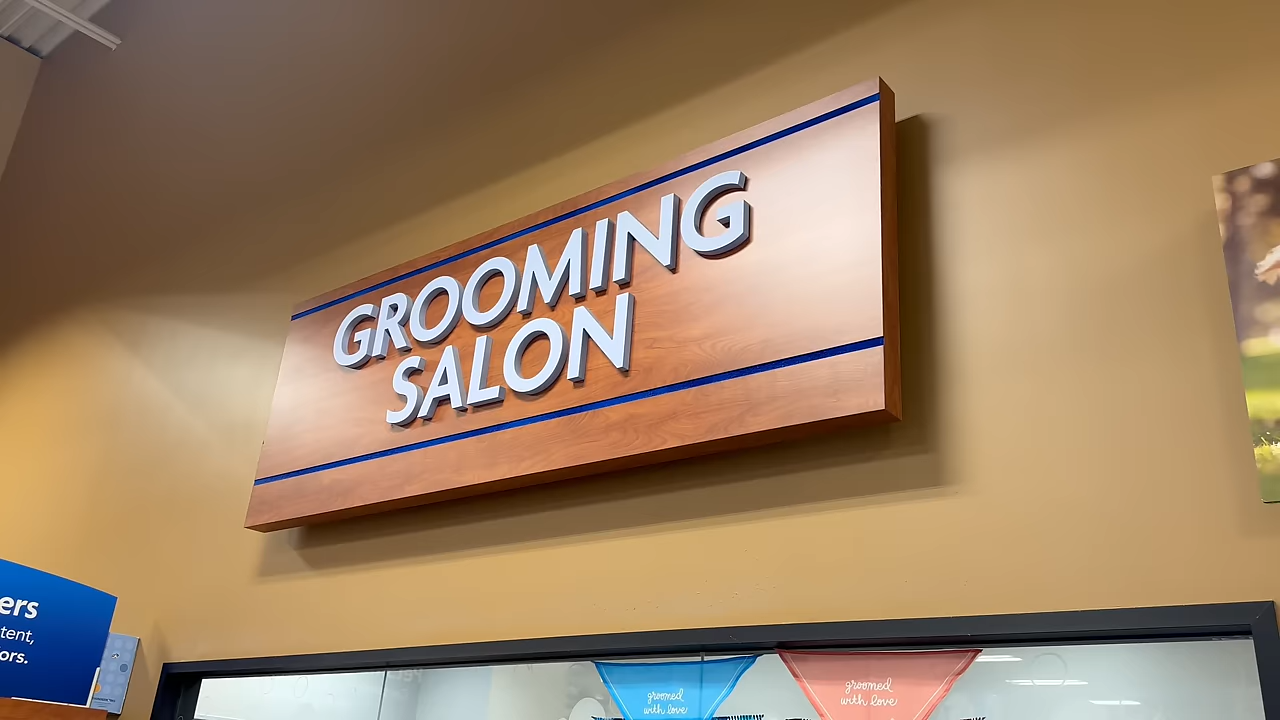 GROOMING
SALON
ers
tent,
ors.
groomed
with love
groomed
with love